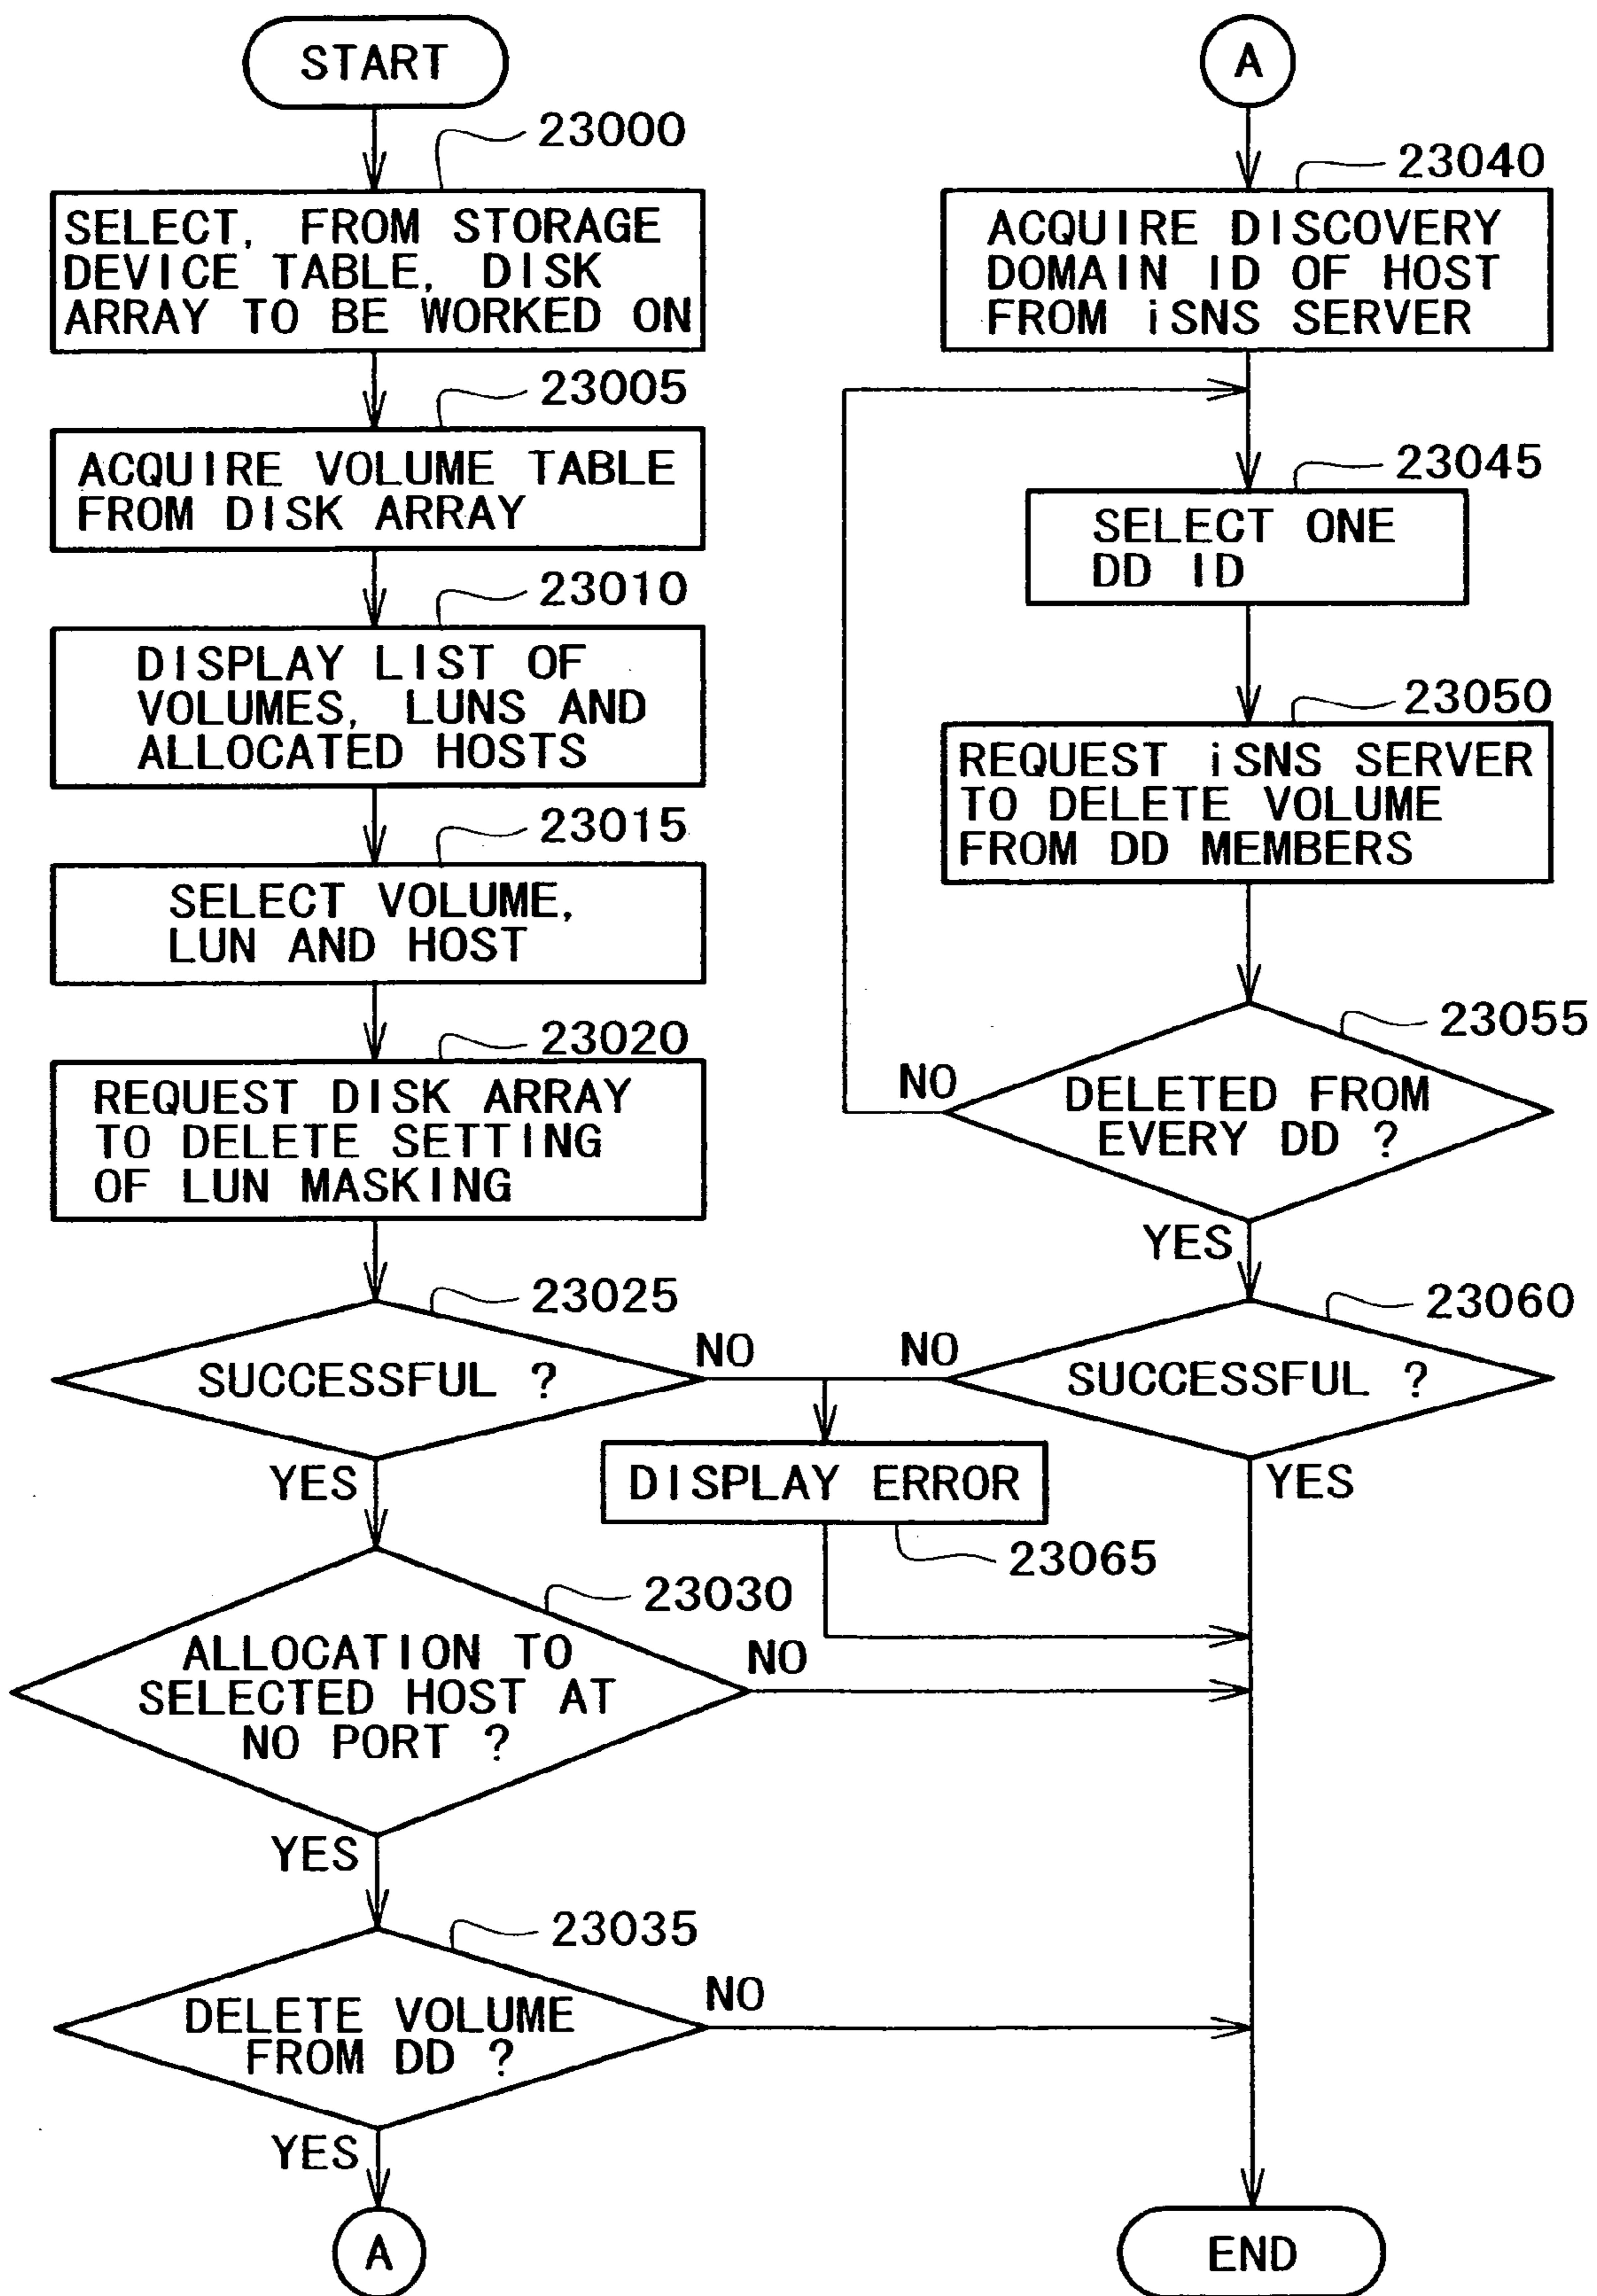 START
23000
SELECT, FROM STORAGE
DEVICE TABLE, DISK
ARRAY TO BE WORKED ON
23005
ACQUIRE VOLUME TABLE
FROM DISK ARRAY
23010
DISPLAY LIST OF
VOLUMES, LUNS AND
ALLOCATED HOSTS
23015
SELECT VOLUME,
LUN AND HOST
23020
REQUEST DISK ARRAY
TO DELETE SETTING
OF LUN MASKING
23025
SUCCESSFUL ?
NO
YES
23030
ALLOCATION TO
SELECTED HOST AT
NO PORT ?
NO
YES
23035
DELETE VOLUME
FROM DD ?
NO
YES
A
A
23040
ACQUIRE DISCOVERY
DOMAIN ID OF HOST
FROM iSNS SERVER
23045
SELECT ONE
DD ID
23050
REQUEST iSNS SERVER
TO DELETE VOLUME
FROM DD MEMBERS
23055
DELETED FROM
EVERY DD ?
NO
YES
23060
SUCCESSFUL ?
NO
YES
DISPLAY ERROR
23065
END